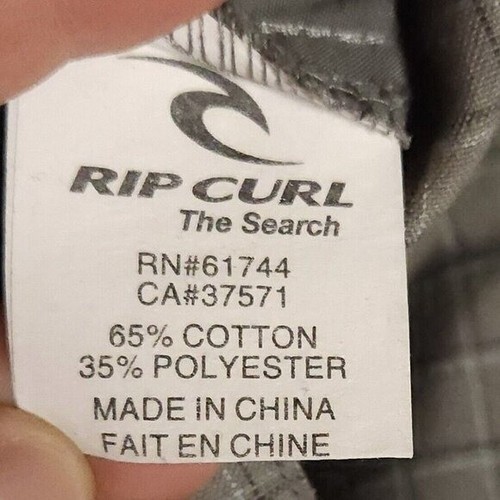 RIP CURL
The Search
RN#61744
CA#37571
65% COTTON
35% POLYESTER
MADE IN CHINA
FAIT EN CHINE